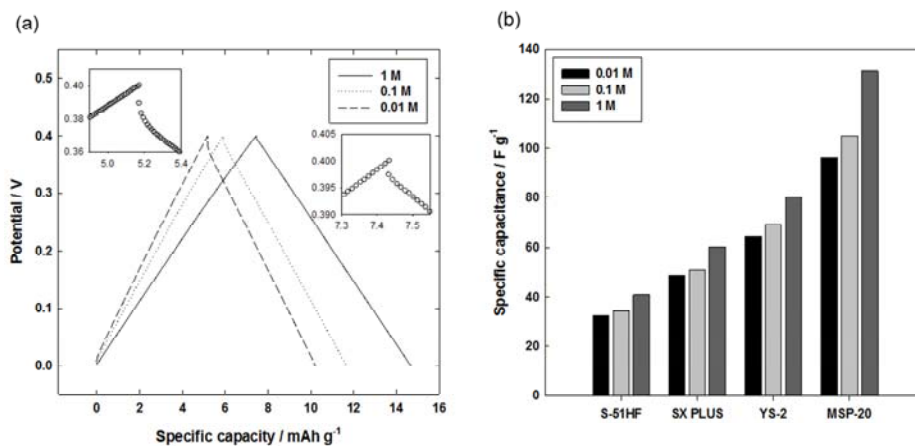 (a)
0.5
0.4
0.3
0.2
0.1
0.0
Potential / V
0 2 4 6 8 10 12 14 16
Specific capacity / mAh g-1
1 M
0.1 M
0.01 M
0.40
0.38
0.36
5.0 5.2 5.4
0.405
0.400
0.395
0.390
7.3 7.4 7.5
(b)
140
120
100
80
60
40
20
0
Specific capacitance / F g-1
0.01 M
0.1 M
1 M
S-51HF SX PLUS YS-2 MSP-20